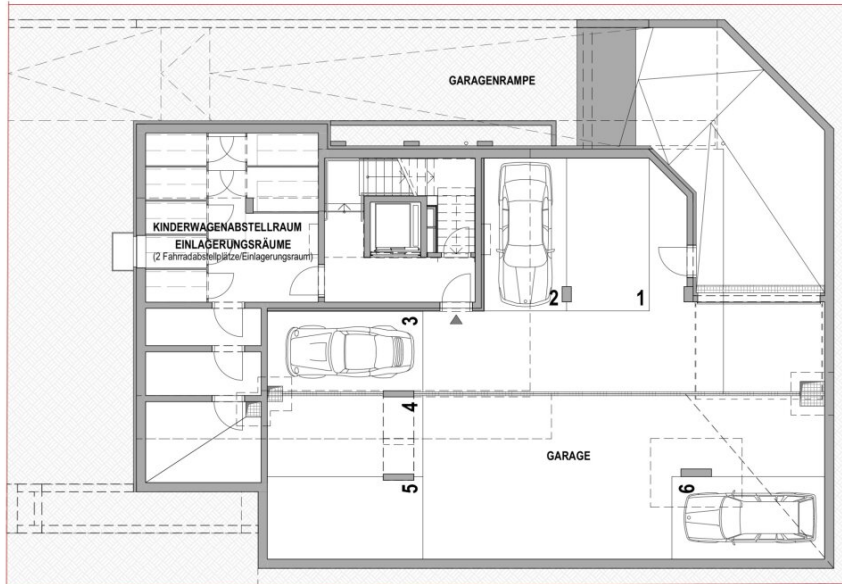 GARAGENRAMPE
KINDERWAGENABSTELLRAUM
EINLAGERUNGSRÄUME
(2 Fahrradabstellplätze/Einlagerungsraum)
2
1
3
4
GARAGE
5
6